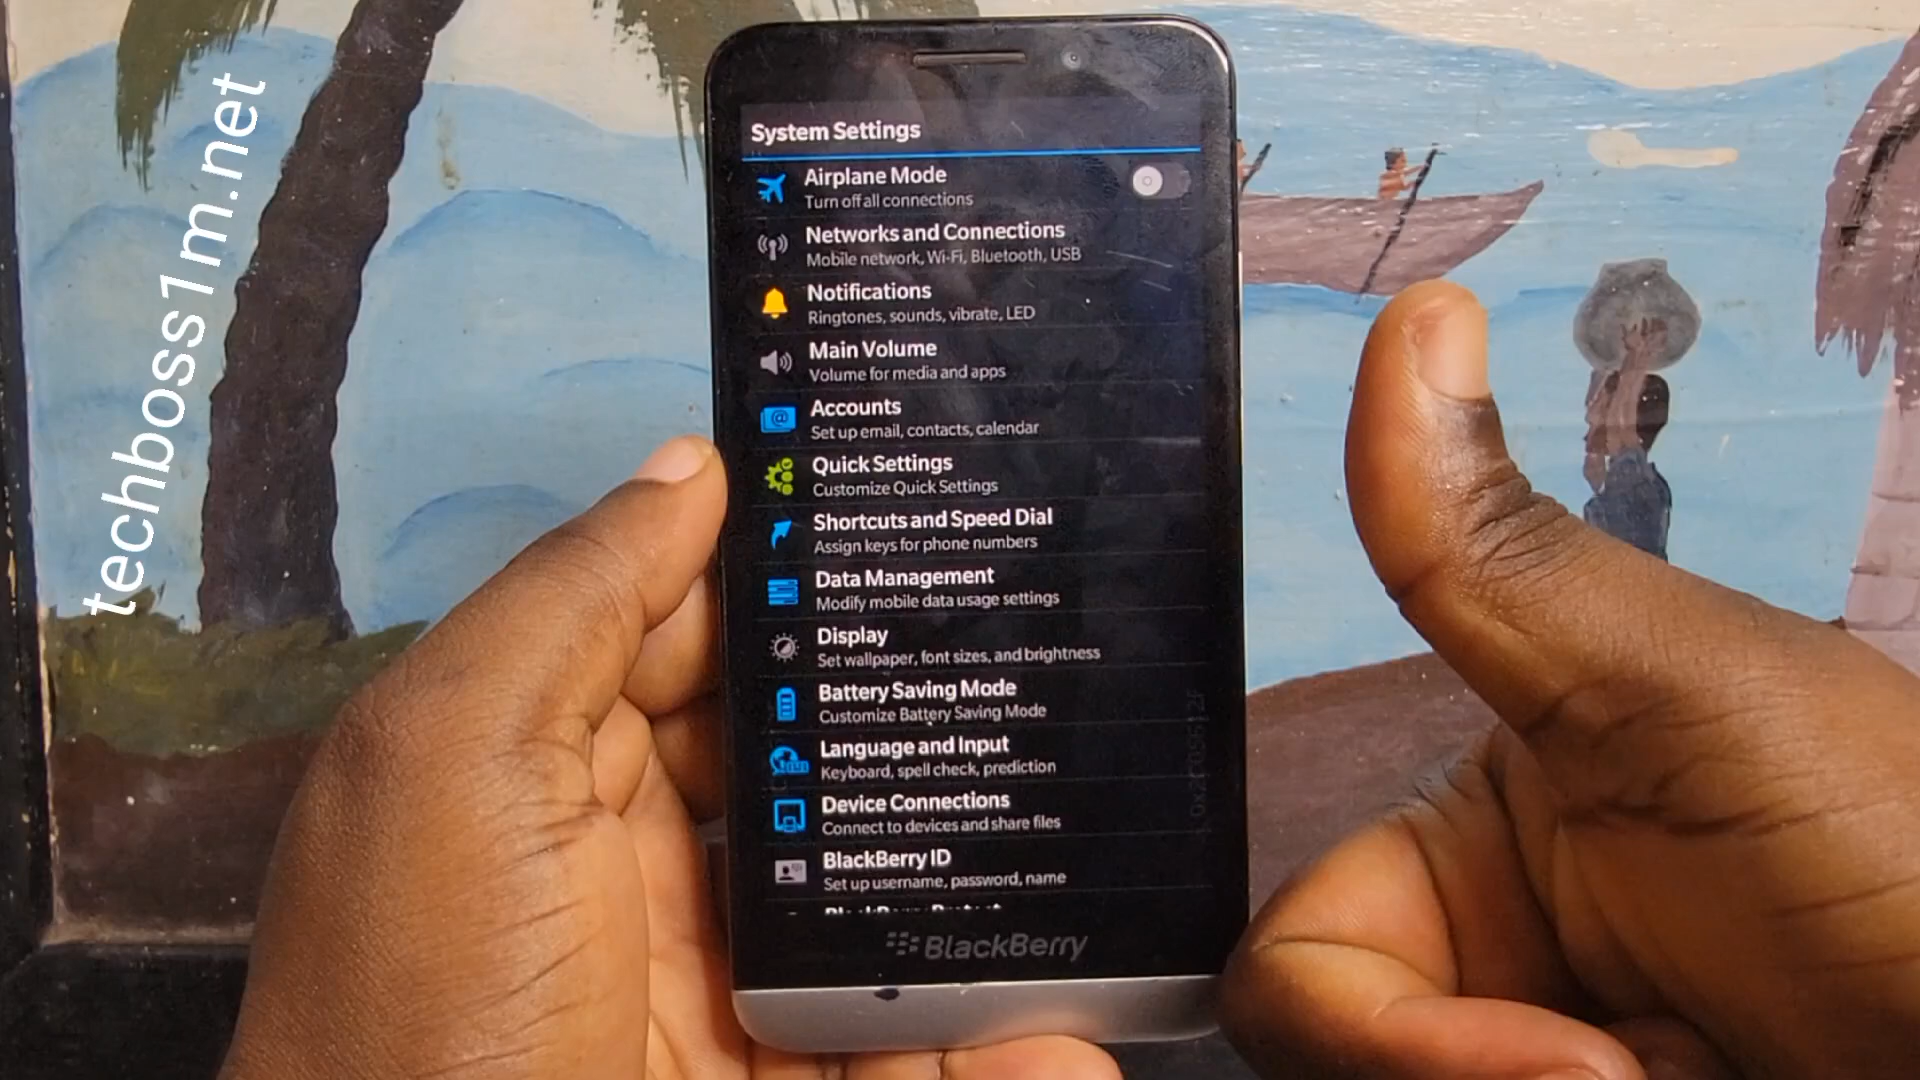 techboss1m.net
System Settings
Airplane Mode
Turn off all connections
Networks and Connections
Mobile network, Wi-Fi, Bluetooth, USB
Notifications
Ringtones, sounds, vibrate, LED
Main Volume
Volume for media and apps
Accounts
Set up email, contacts, calendar
Quick Settings
Customize Quick Settings
Shortcuts and Speed Dial
Assign keys for phone numbers
Data Management
Modify mobile data usage settings
Display
Set wallpaper, font sizes, and brightness
Battery Saving Mode
Customize Battery Saving Mode
Language and Input
Keyboard, spell check, prediction
Device Connections
Connect to devices and share files
BlackBerry ID
Set up username, password, name
BlackBerry